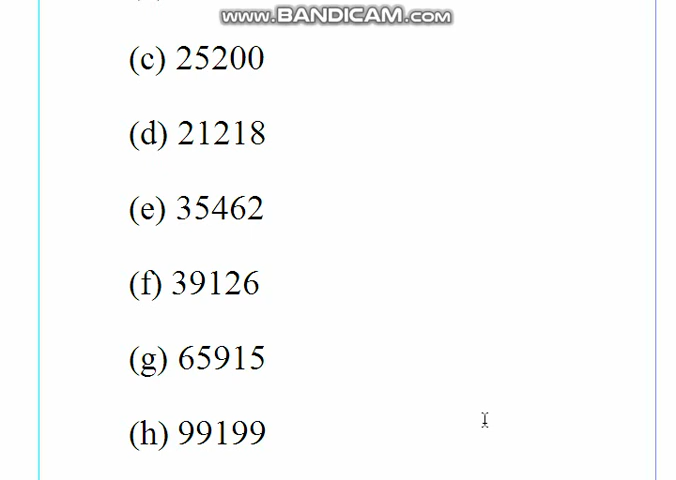 www.BANDICAM.com
(c) 25200
(d) 21218
(e) 35462
(f) 39126
(g) 65915
(h) 99199